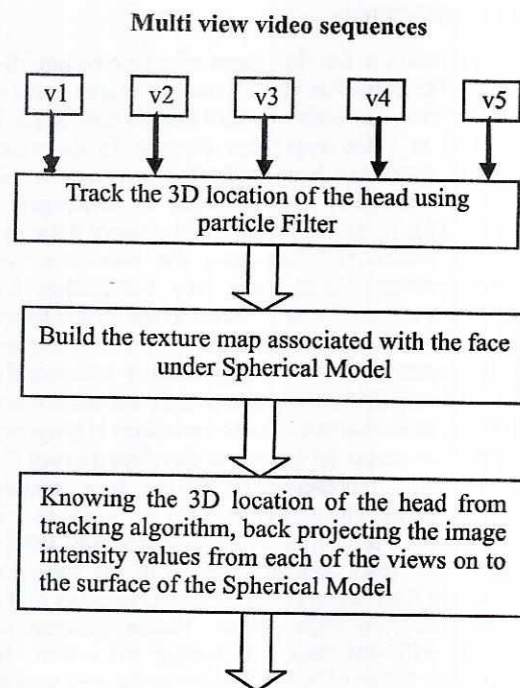 Multi view video sequences
v1 v2 v3 v4 v5
Track the 3D location of the head using
particle Filter
Build the texture map associated with the face
under Spherical Model
Knowing the 3D location of the head from
tracking algorithm, back projecting the image
intensity values from each of the views on to
the surface of the Spherical Model